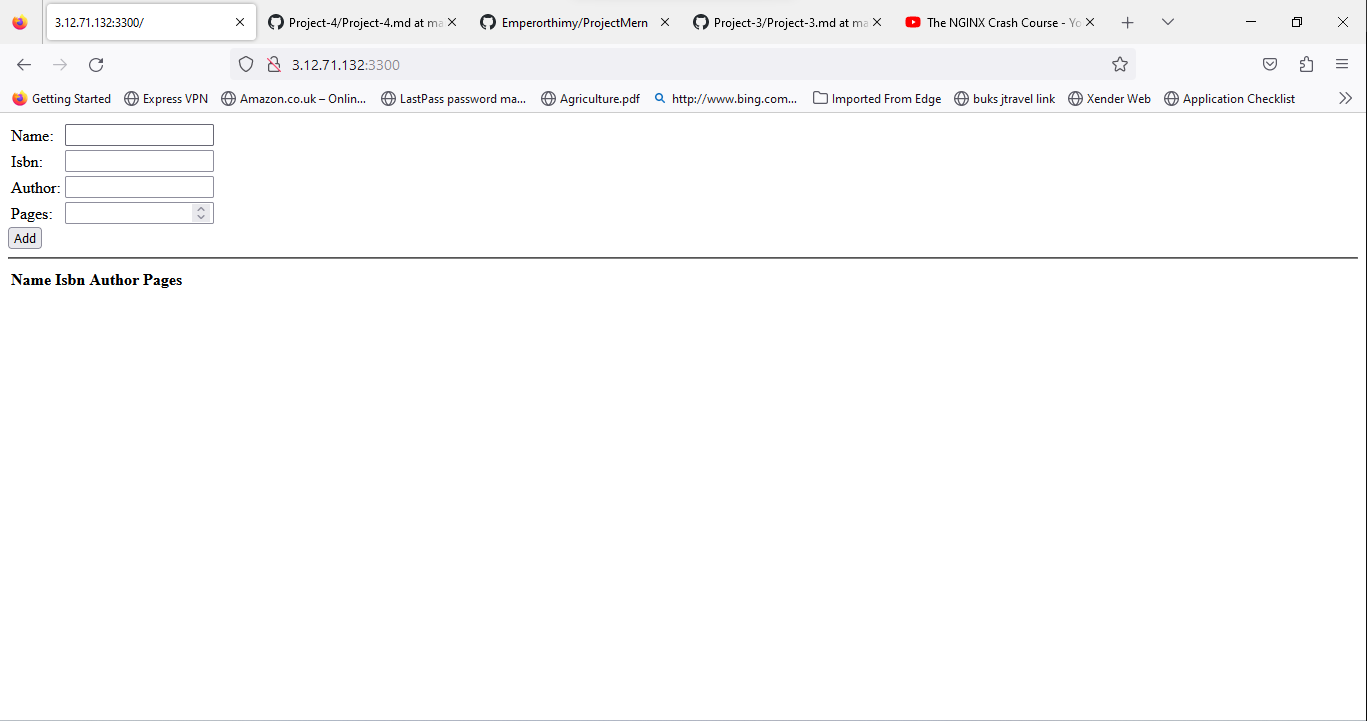 3.12.71.132:3300/
Project-4/Project-4.md at ma
Emperorthimy/ProjectMern
Project-3/Project-3.md at ma
The NGINX Crash Course - Yo
3.12.71.132:3300
Getting Started
Express VPN
Amazon.co.uk – Onlin...
LastPass password ma...
Agriculture.pdf
http://www.bing.com...
Imported From Edge
buks jtravel link
Xender Web
Application Checklist
Name:
Isbn:
Author:
Pages:
Add
Name Isbn Author Pages